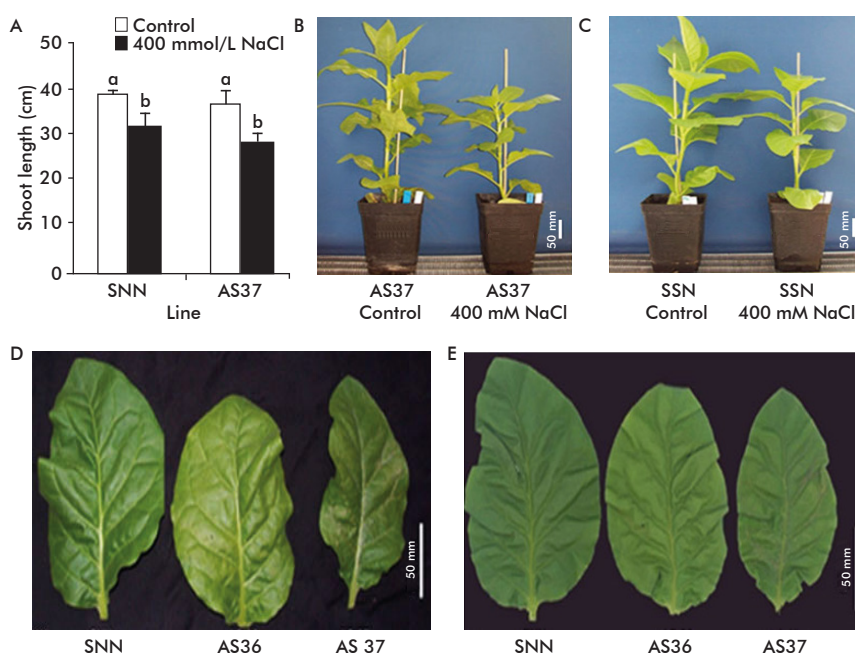 A
Control
400 mmol/L NaCl
Shoot length (cm)
50
40
30
20
10
0
a
b
a
b
SNN
AS37
Line
B
50 mm
AS37
Control
AS37
400 mM NaCl
C
50 mm
SSN
Control
SSN
400 mM NaCl
D
50 mm
SNN
AS36
AS 37
E
50 mm
SNN
AS36
AS37